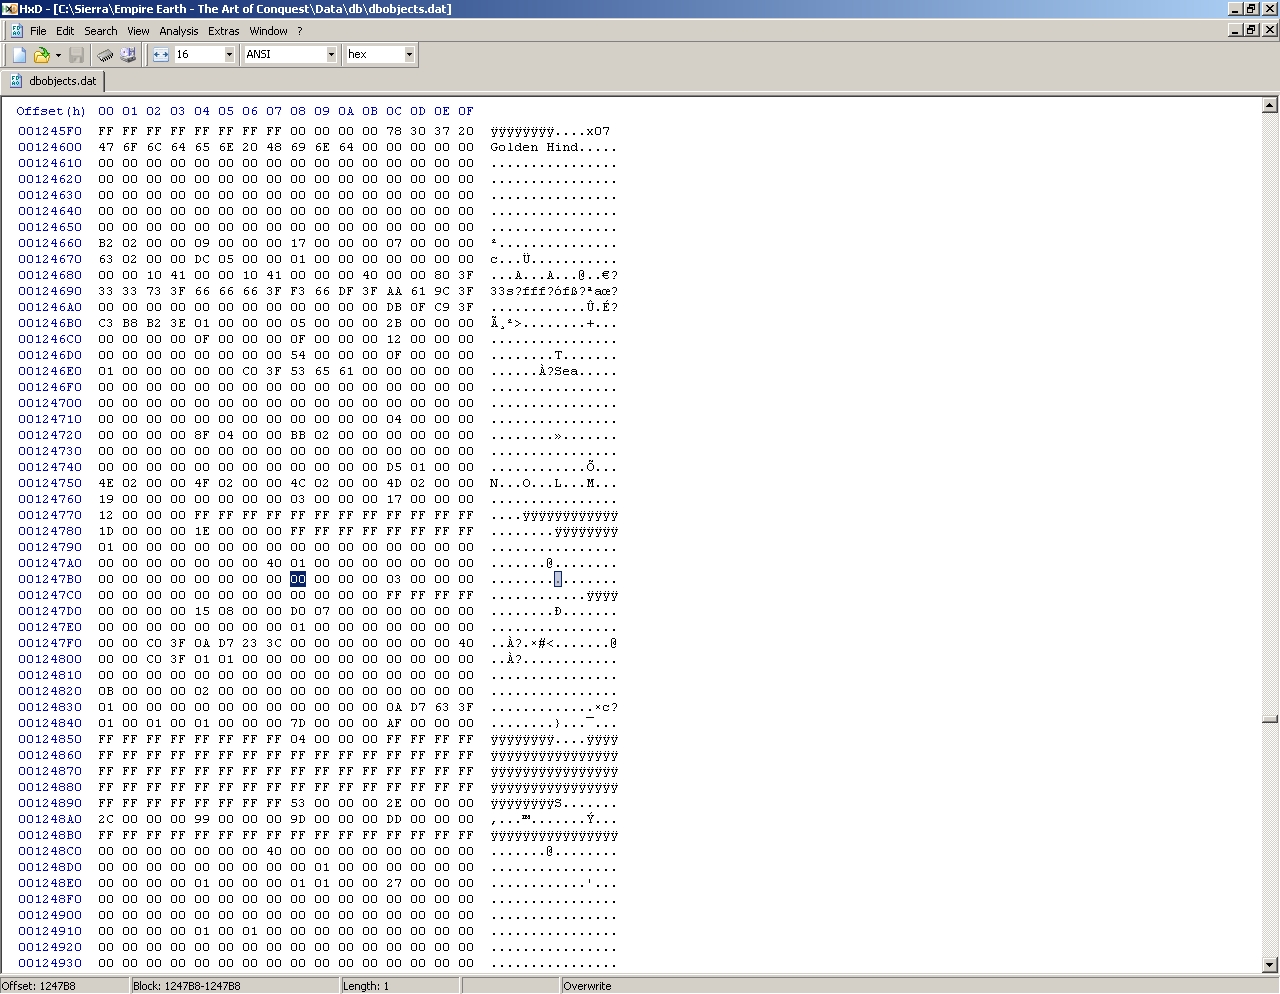 HxD - [C:\Sierra\Empire Earth - The Art of Conquest\Data\db\dbobjects.dat]
File Edit Search View Analysis Extras Window ?
16 ANSI hex
dbobjects.dat
Offset(h) 00 01 02 03 04 05 06 07 08 09 0A 0B 0C 0D 0E 0F
001245F0 FF FF FF FF FF FF FF FF 00 00 00 00 78 30 37 20 ÿÿÿÿÿÿÿÿ....x07
00124600 47 6F 6C 64 65 6E 20 48 69 6E 64 00 00 00 00 00 Golden Hind.....
00124610 00 00 00 00 00 00 00 00 00 00 00 00 00 00 00 00 ................
00124620 00 00 00 00 00 00 00 00 00 00 00 00 00 00 00 00 ................
00124630 00 00 00 00 00 00 00 00 00 00 00 00 00 00 00 00 ................
00124640 00 00 00 00 00 00 00 00 00 00 00 00 00 00 00 00 ................
00124650 00 00 00 00 00 00 00 00 00 00 00 00 00 00 00 00 ................
00124660 B2 02 00 00 09 00 00 00 17 00 00 00 07 00 00 00 ²...............
00124670 63 02 00 00 DC 05 00 00 01 00 00 00 00 00 00 00 c...Ü...........
00124680 00 00 10 41 00 00 10 41 00 00 00 40 00 00 80 3F ...A...A...@..€?
00124690 33 33 73 3F 66 66 66 3F F3 66 DF 3F AA 61 9C 3F 33s?fff?ófß?ªaœ?
001246A0 00 00 00 00 00 00 00 00 00 00 00 00 DB 0F C9 3F ............Û.É?
001246B0 C3 B8 B2 3E 01 00 00 00 05 00 00 00 2B 00 00 00 Ã¸²>........+...
001246C0 00 00 00 00 0F 00 00 00 0F 00 00 00 12 00 00 00 ................
001246D0 00 00 00 00 00 00 00 00 54 00 00 00 0F 00 00 00 ........T.......
001246E0 01 00 00 00 00 00 C0 3F 53 65 61 00 00 00 00 00 ......À?Sea.....
001246F0 00 00 00 00 00 00 00 00 00 00 00 00 00 00 00 00 ................
00124700 00 00 00 00 00 00 00 00 00 00 00 00 00 00 00 00 ................
00124710 00 00 00 00 00 00 00 00 00 00 00 00 04 00 00 00 ................
00124720 00 00 00 00 8F 04 00 00 BB 02 00 00 00 00 00 00 ........».......
00124730 00 00 00 00 00 00 00 00 00 00 00 00 00 00 00 00 ................
00124740 00 00 00 00 00 00 00 00 00 00 00 00 D5 01 00 00 ............Õ...
00124750 4E 02 00 00 4F 02 00 00 4C 02 00 00 4D 02 00 00 N...O...L...M...
00124760 19 00 00 00 00 00 00 00 03 00 00 00 17 00 00 00 ................
00124770 12 00 00 00 FF FF FF FF FF FF FF FF FF FF FF FF ....ÿÿÿÿÿÿÿÿÿÿÿÿ
00124780 1D 00 00 00 1E 00 00 00 FF FF FF FF FF FF FF FF ........ÿÿÿÿÿÿÿÿ
00124790 01 00 00 00 00 00 00 00 00 00 00 00 00 00 00 00 ................
001247A0 00 00 00 00 00 00 00 40 01 00 00 00 00 00 00 00 .......@........
001247B0 00 00 00 00 00 00 00 00 00 00 00 00 03 00 00 00 ................
001247C0 00 00 00 00 00 00 00 00 00 00 00 00 FF FF FF FF ............ÿÿÿÿ
001247D0 00 00 00 00 15 08 00 00 D0 07 00 00 00 00 00 00 ........Ð.......
001247E0 00 00 00 00 00 00 00 00 01 00 00 00 00 00 00 00 ................
001247F0 00 00 C0 3F 0A D7 23 3C 00 00 00 00 00 00 00 40 ..À?.×#<.......@
00124800 00 00 C0 3F 01 01 00 00 00 00 00 00 00 00 00 00 ..À?............
00124810 00 00 00 00 00 00 00 00 00 00 00 00 00 00 00 00 ................
00124820 0B 00 00 00 02 00 00 00 00 00 00 00 00 00 00 00 ................
00124830 01 00 00 00 00 00 00 00 00 00 00 00 0A D7 63 3F .............×c?
00124840 01 00 01 00 01 00 00 00 7D 00 00 00 AF 00 00 00 ........}...¯...
00124850 FF FF FF FF FF FF FF FF 04 00 00 00 FF FF FF FF ÿÿÿÿÿÿÿÿ....ÿÿÿÿ
00124860 FF FF FF FF FF FF FF FF FF FF FF FF FF FF FF FF ÿÿÿÿÿÿÿÿÿÿÿÿÿÿÿÿ
00124870 FF FF FF FF FF FF FF FF FF FF FF FF FF FF FF FF ÿÿÿÿÿÿÿÿÿÿÿÿÿÿÿÿ
00124880 FF FF FF FF FF FF FF FF FF FF FF FF FF FF FF FF ÿÿÿÿÿÿÿÿÿÿÿÿÿÿÿÿ
00124890 FF FF FF FF FF FF FF FF 53 00 00 00 2E 00 00 00 ÿÿÿÿÿÿÿÿS.......
001248A0 2C 00 00 00 99 00 00 00 9D 00 00 00 DD 00 00 00 ,...™.......Ý...
001248B0 FF FF FF FF FF FF FF FF FF FF FF FF FF FF FF FF ÿÿÿÿÿÿÿÿÿÿÿÿÿÿÿÿ
001248C0 00 00 00 00 00 00 00 40 00 00 00 00 00 00 00 00 .......@........
001248D0 00 00 00 00 00 00 00 00 00 01 00 00 00 00 00 00 ................
001248E0 00 00 00 00 01 00 00 00 01 01 00 00 27 00 00 00 ............'...
001248F0 00 00 00 00 00 00 00 00 00 00 00 00 00 00 00 00 ................
00124900 00 00 00 00 00 00 00 00 00 00 00 00 00 00 00 00 ................
00124910 00 00 00 00 01 00 01 00 00 00 00 00 00 00 00 00 ................
00124920 00 00 00 00 00 00 00 00 00 00 00 00 00 00 00 00 ................
00124930 00 00 00 00 00 00 00 00 00 00 00 00 00 00 00 00 ................
Offset: 1247B8 Block: 1247B8-1247B8 Length: 1 Overwrite